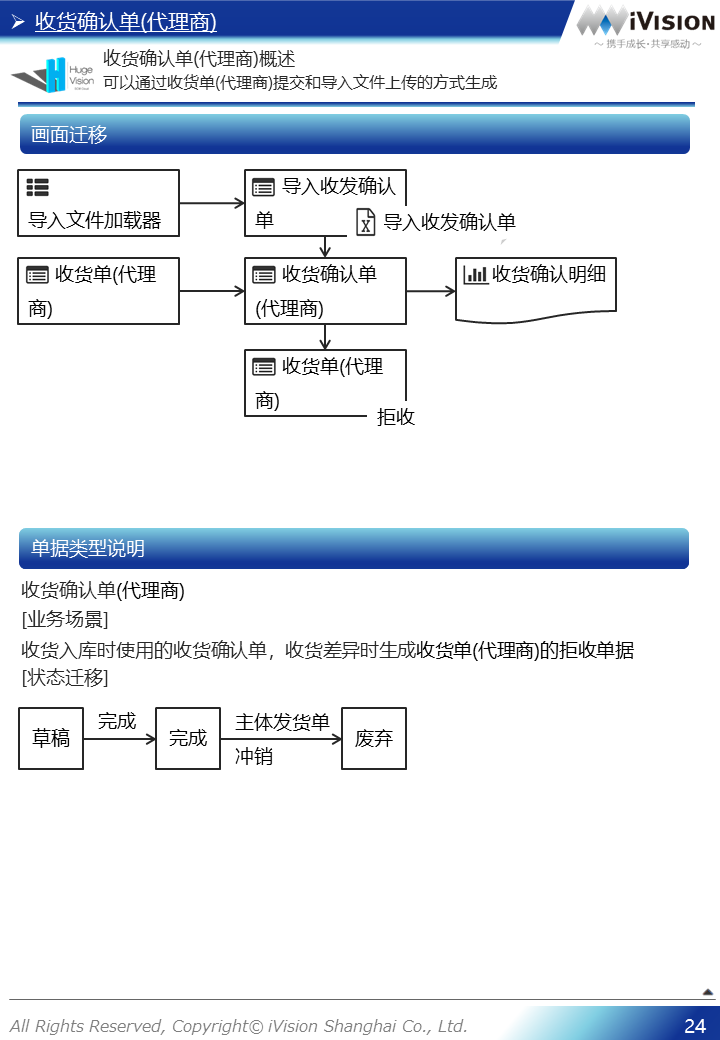 收货确认单(代理商)
iVISION
～ 携手成长·共享感动 ～
Huge
Vision
收货确认单(代理商)概述
可以通过收货单(代理商)提交和导入文件上传的方式生成
画面迁移
导入文件加载器
导入收发确认
单
导入收发确认单
收货单(代理
商)
收货确认单
(代理商)
收货确认明细
收货单(代理
商)
拒收
单据类型说明
收货确认单(代理商)
[业务场景]
收货入库时使用的收货确认单，收货差异时生成收货单(代理商)的拒收单据
[状态迁移]
草稿
完成
完成
主体发货单
冲销
废弃
All Rights Reserved, Copyright© iVision Shanghai Co., Ltd.
24